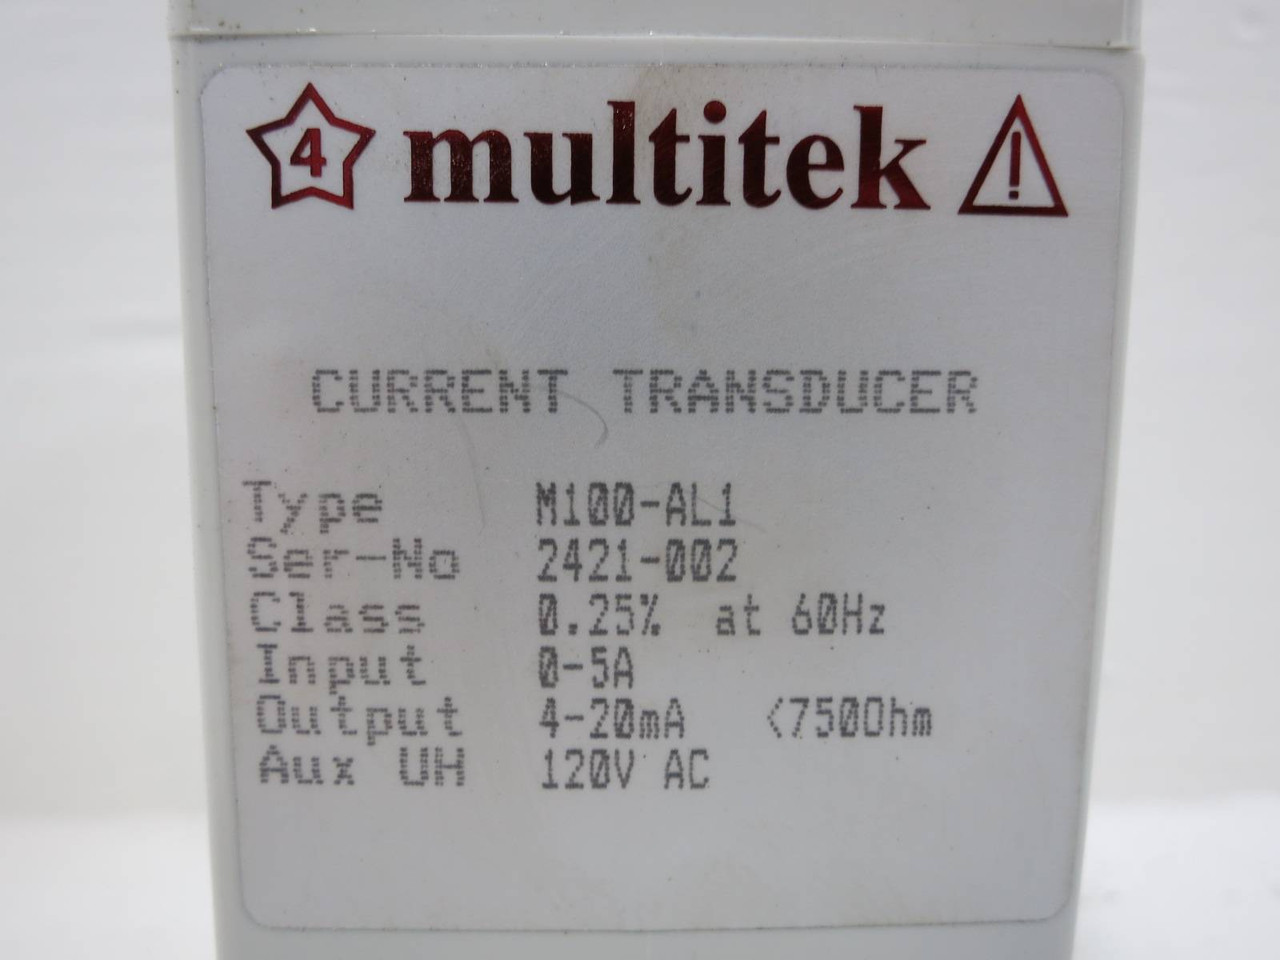 4 multitek !
CURRENT TRANSDUCER
Type M100-AL1
Ser-No 2421-002
Class 0.25% at 60Hz
Input 0-5A
Output 4-20mA <750Ohm
Aux UH 120V AC